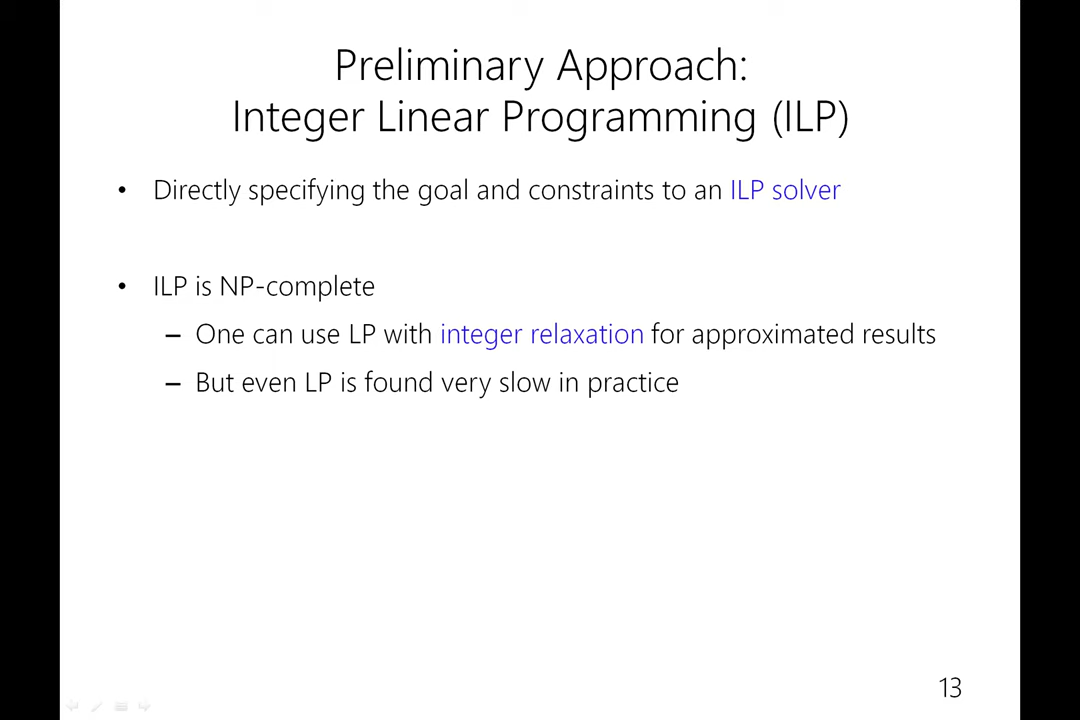 Preliminary Approach:
Integer Linear Programming (ILP)
• Directly specifying the goal and constraints to an ILP solver
• ILP is NP-complete
– One can use LP with integer relaxation for approximated results
– But even LP is found very slow in practice
13